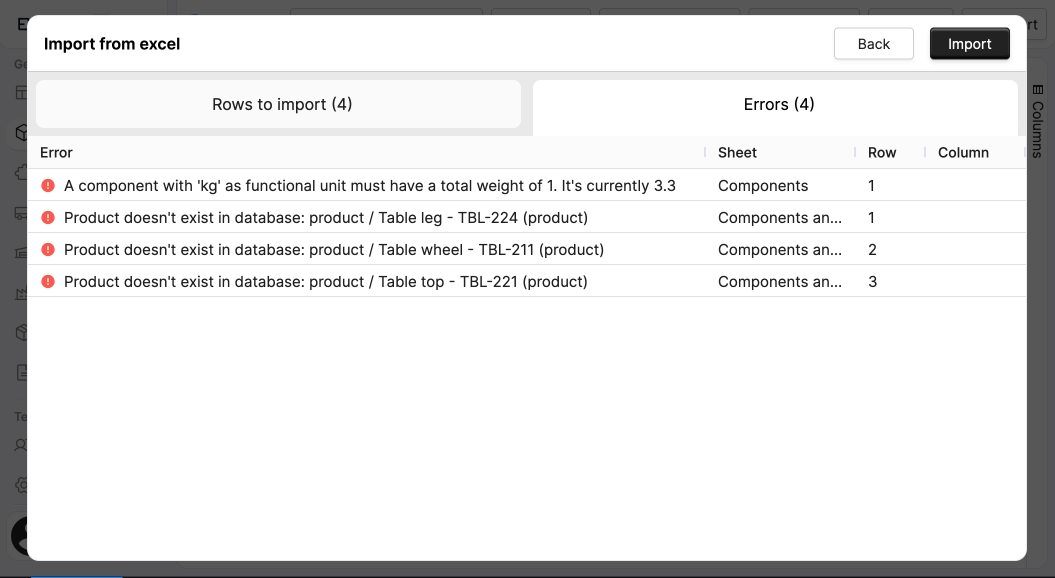 Import from excel
Back
Import
Rows to import (4)
Errors (4)
Error
Sheet
Row
Column
A component with 'kg' as functional unit must have a total weight of 1. It's currently 3.3
Components
1
Product doesn't exist in database: product / Table leg - TBL-224 (product)
Components an...
1
Product doesn't exist in database: product / Table wheel - TBL-211 (product)
Components an...
2
Product doesn't exist in database: product / Table top - TBL-221 (product)
Components an...
3
Columns